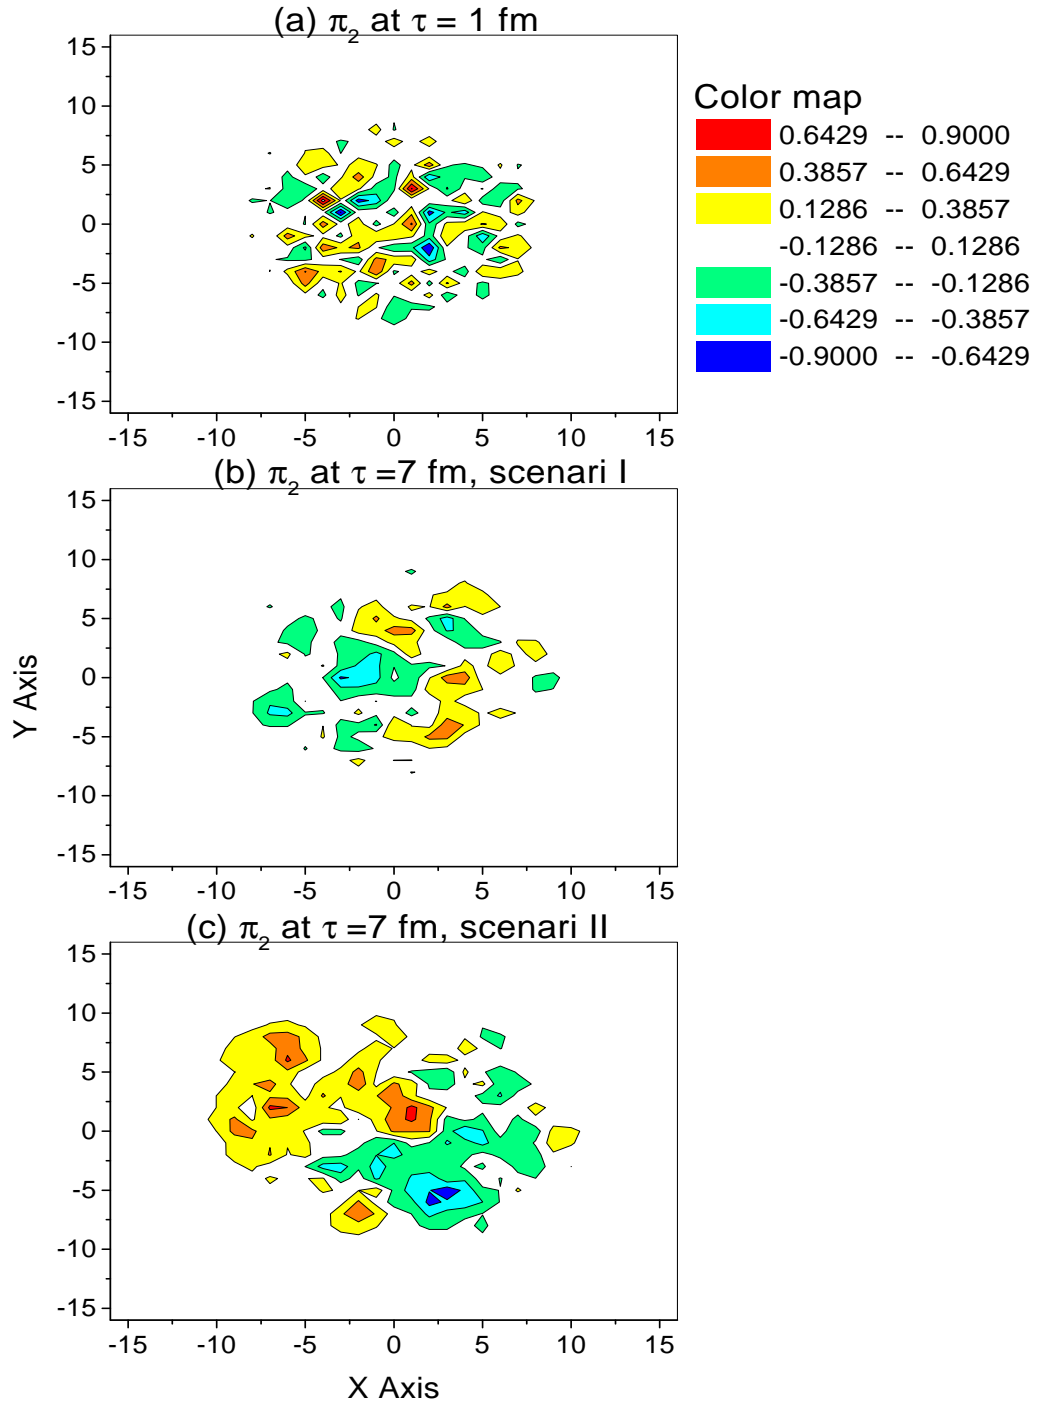 (a) π₂ at τ = 1 fm
15
10
5
0
-5
-10
-15
-15 -10 -5 0 5 10 15
Color map
0.6429 -- 0.9000
0.3857 -- 0.6429
0.1286 -- 0.3857
-0.1286 -- 0.1286
-0.3857 -- -0.1286
-0.6429 -- -0.3857
-0.9000 -- -0.6429
(b) π₂ at τ =7 fm, scenari I
15
10
5
0
-5
-10
-15
-15 -10 -5 0 5 10 15
Y Axis
(c) π₂ at τ =7 fm, scenari II
15
10
5
0
-5
-10
-15
-15 -10 -5 0 5 10 15
X Axis